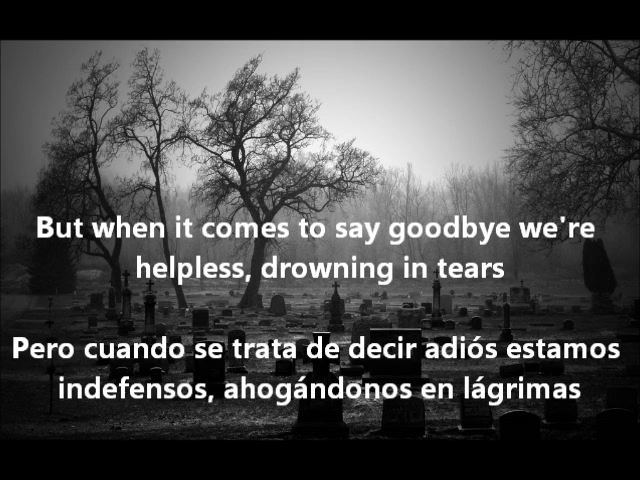 But when it comes to say goodbye we're
helpless, drowning in tears
Pero cuando se trata de decir adiós estamos
indefensos, ahogándonos en lágrimas